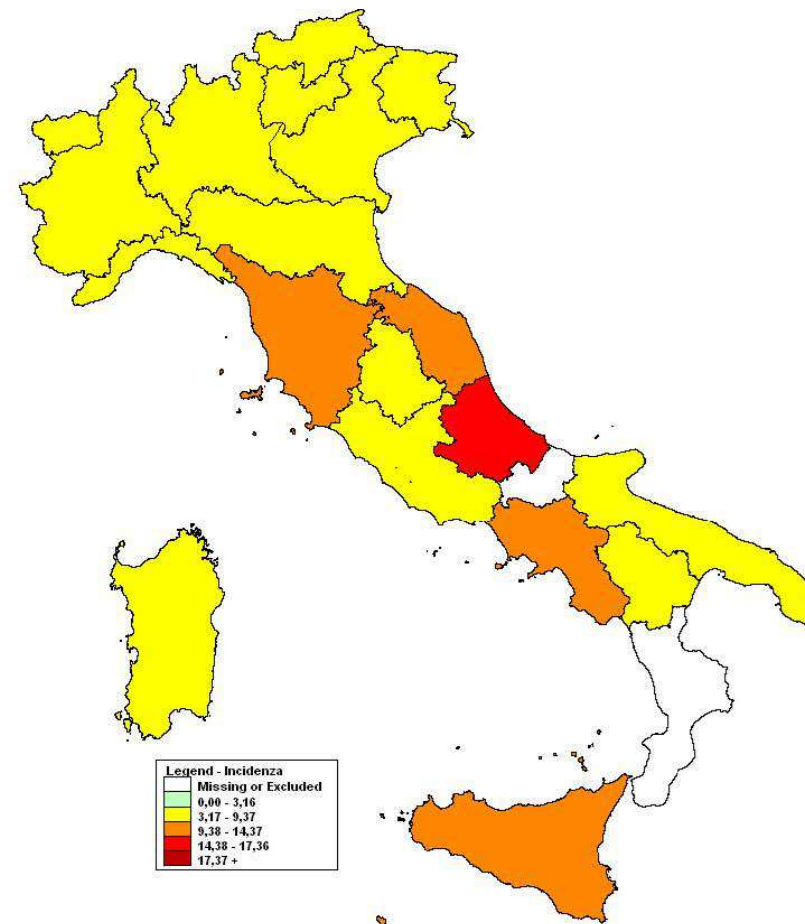 Legend - Incidenza
Missing or Excluded
0,00 - 3,16
3,17 - 9,37
9,38 - 14,37
14,38 - 17,36
17,37 +